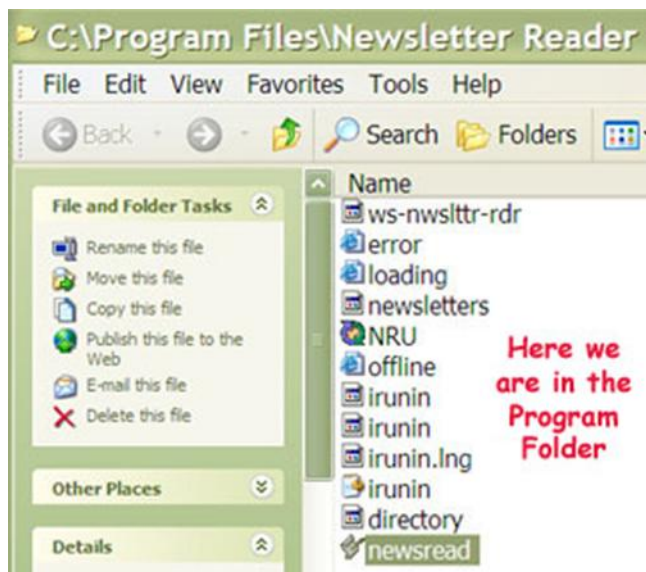 C:\Program Files\Newsletter Reader
File Edit View Favorites Tools Help
Back Search Folders
File and Folder Tasks
Rename this file
Move this file
Copy this file
Publish this file to the
Web
E-mail this file
Delete this file
Other Places
Details
Name
ws-nwslttr-rdr
error
loading
newsletters
NRU
offline
irunin
irunin
irunin.lng
irunin
directory
newsread
Here we
are in the
Program
Folder